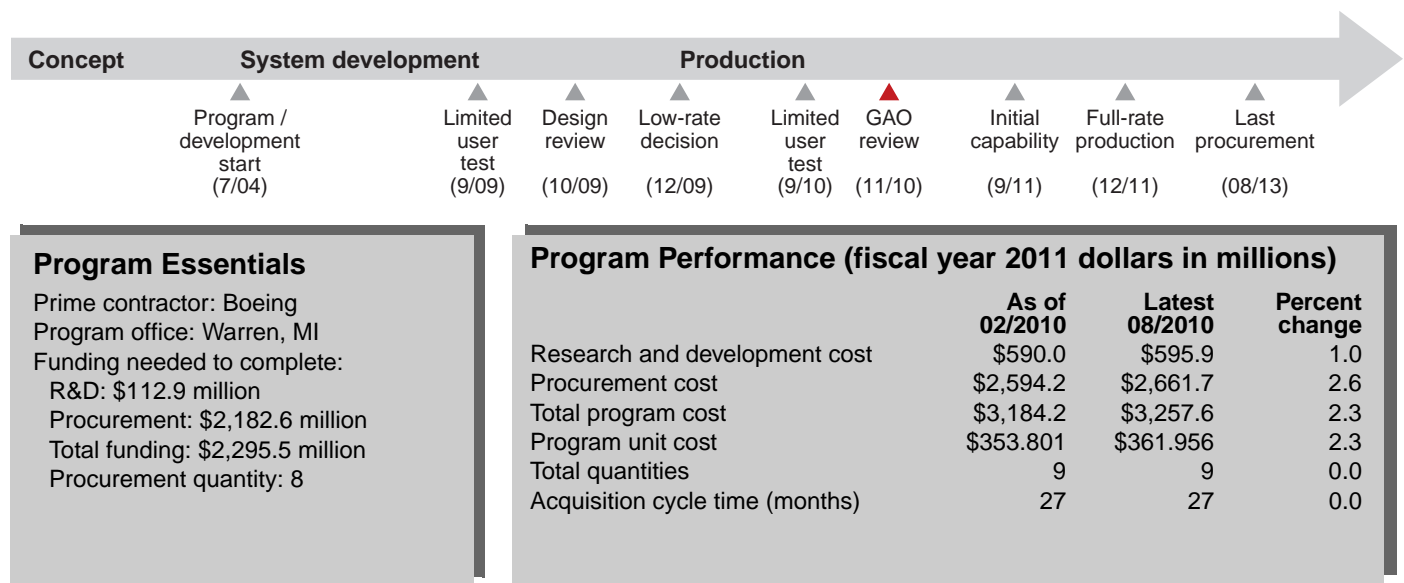 Concept System development Production
Program /
development
start
(7/04)
Limited
user
test
(9/09)
Design
review
(10/09)
Low-rate
decision
(12/09)
Limited
user
test
(9/10)
GAO
review
(11/10)
Initial
capability
(9/11)
Full-rate
production
(12/11)
Last
procurement
(08/13)
Program Essentials
Prime contractor: Boeing
Program office: Warren, MI
Funding needed to complete:
R&D: $112.9 million
Procurement: $2,182.6 million
Total funding: $2,295.5 million
Procurement quantity: 8
Program Performance (fiscal year 2011 dollars in millions)
As of Latest Percent
02/2010 08/2010 change
Research and development cost $590.0 $595.9 1.0
Procurement cost $2,594.2 $2,661.7 2.6
Total program cost $3,184.2 $3,257.6 2.3
Program unit cost $353.801 $361.956 2.3
Total quantities 9 9 0.0
Acquisition cycle time (months) 27 27 0.0